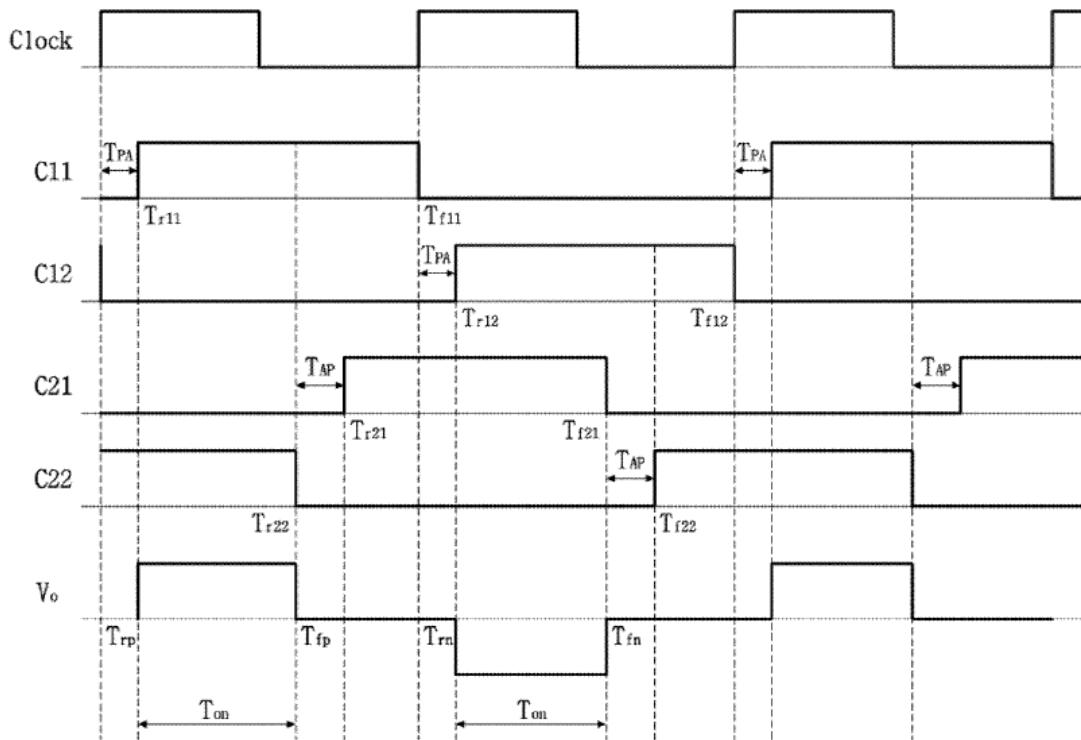 Clock
TPA TPA
C11
Tr11 Tf11
TPA
C12
Tr12 Tf12
TAP TAP
C21
Tr21 Tf21
TAP
C22
Tr22 Tf22
Vo
Trp Tfp Trn Tfn
Ton Ton